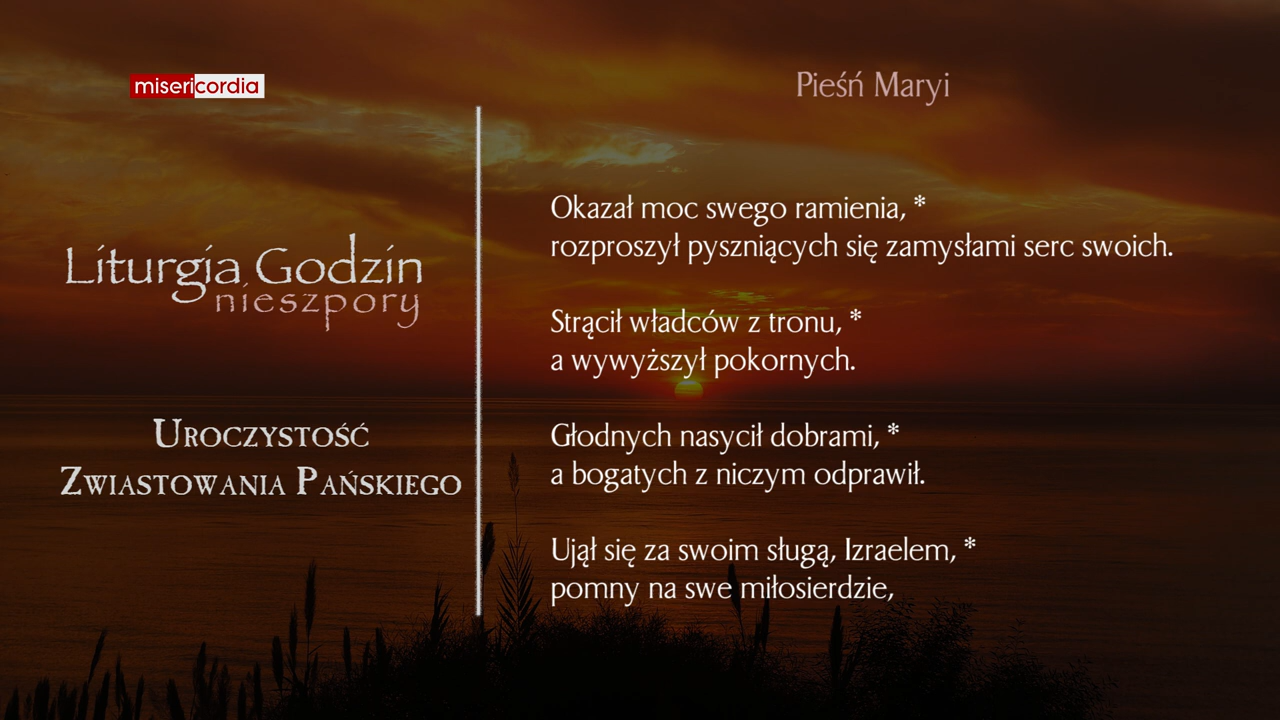 misericordia
Liturgia Godzin
nieszpory
Uroczystość
Zwiastowania Pańskiego
Pieśń Maryi
Okazał moc swego ramienia, *
rozproszył pyszniących się zamysłami serc swoich.
Strącił władców z tronu, *
a wywyższył pokornych.
Głodnych nasycił dobrami, *
a bogatych z niczym odprawił.
Ujął się za swoim sługą, Izraelem, *
pomny na swe miłosierdzie,